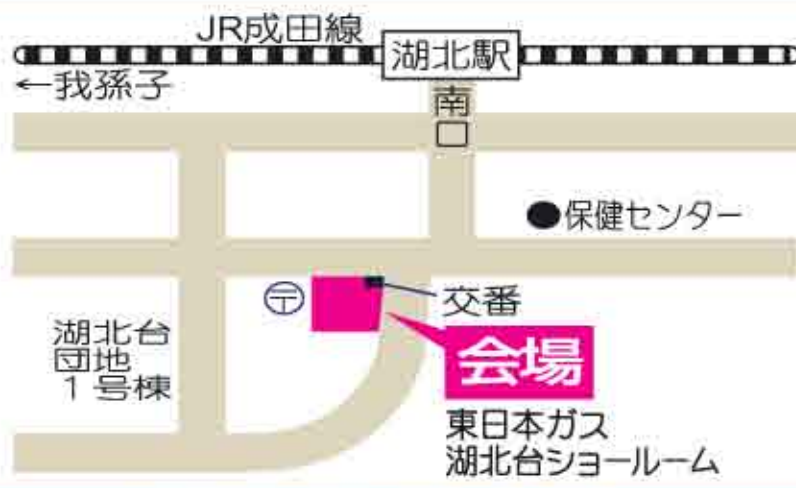 JR成田線
湖北駅
←我孫子
南口
●保健センター
〒
交番
湖北台
団地
1号棟
会場
東日本ガス
湖北台ショールーム